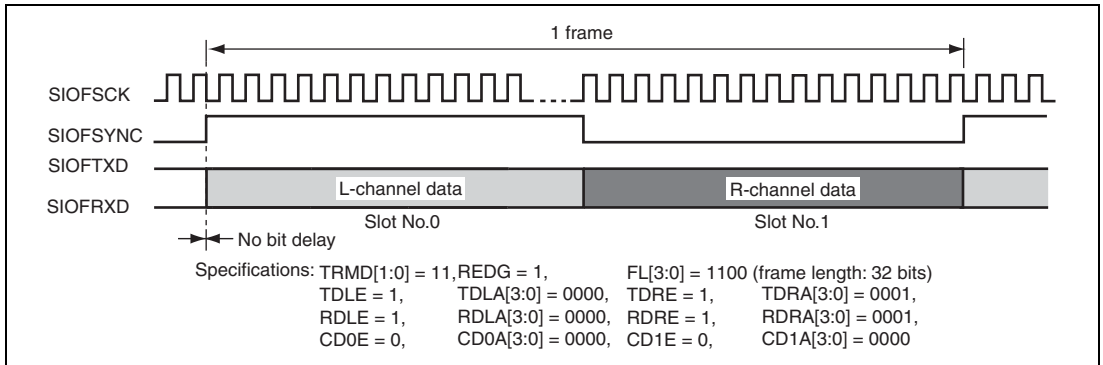 1 frame
SIOFSCK
SIOFSYNC
SIOFTXD
SIOFRXD
L-channel data
R-channel data
Slot No.0
Slot No.1
No bit delay
Specifications: TRMD[1:0] = 11, REDG = 1, FL[3:0] = 1100 (frame length: 32 bits)
TDLE = 1, TDLA[3:0] = 0000, TDRE = 1, TDRA[3:0] = 0001,
RDLE = 1, RDLA[3:0] = 0000, RDRE = 1, RDRA[3:0] = 0001,
CD0E = 0, CD0A[3:0] = 0000, CD1E = 0, CD1A[3:0] = 0000